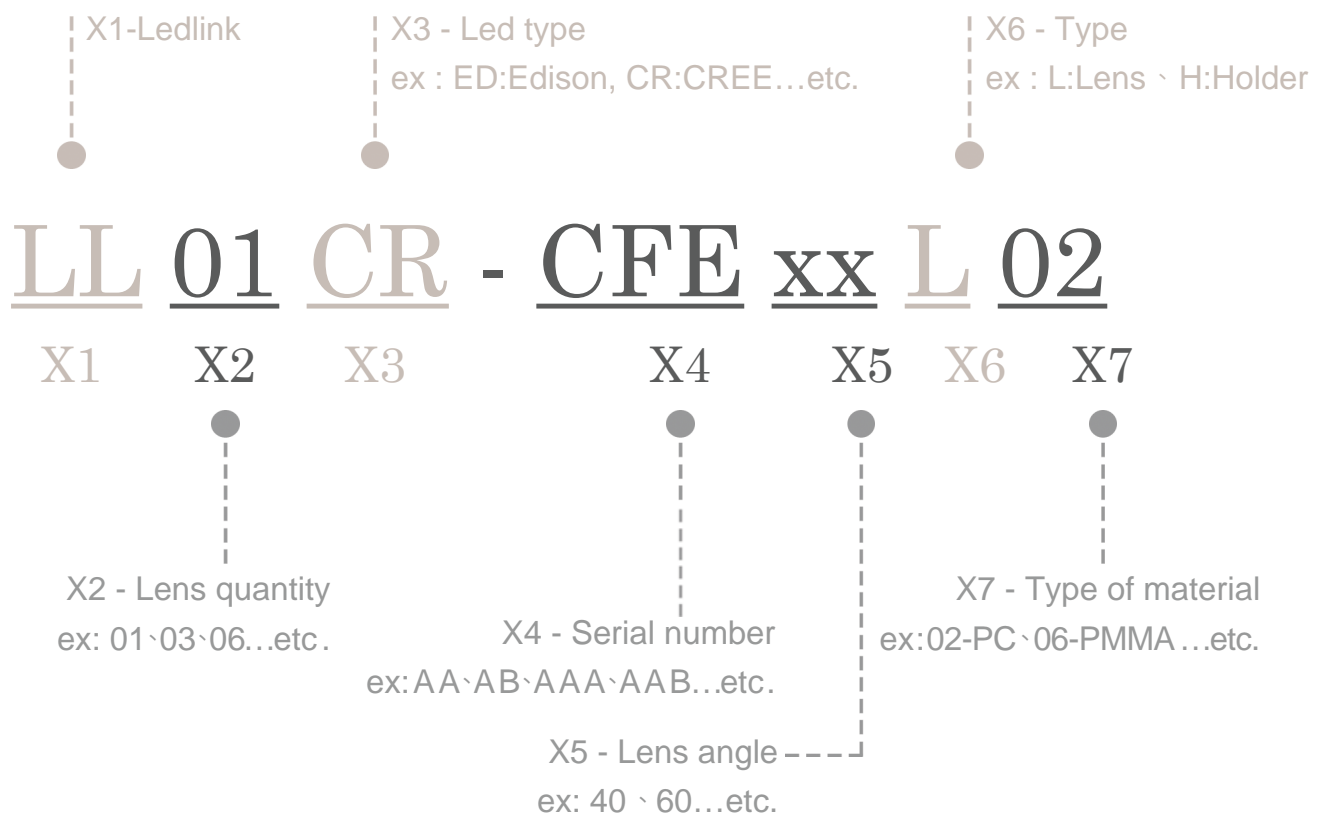 X1-Ledlink
X3 - Led type
ex : ED:Edison, CR:CREE…etc.
X6 - Type
ex : L:Lens、H:Holder
LL 01 CR - CFE xx L 02
X1 X2 X3 X4 X5 X6 X7
X2 - Lens quantity
ex: 01、03、06…etc.
X4 - Serial number
ex:AA、AB、AAA、AAB…etc.
X7 - Type of material
ex:02-PC、06-PMMA…etc.
X5 - Lens angle
ex: 40、60…etc.